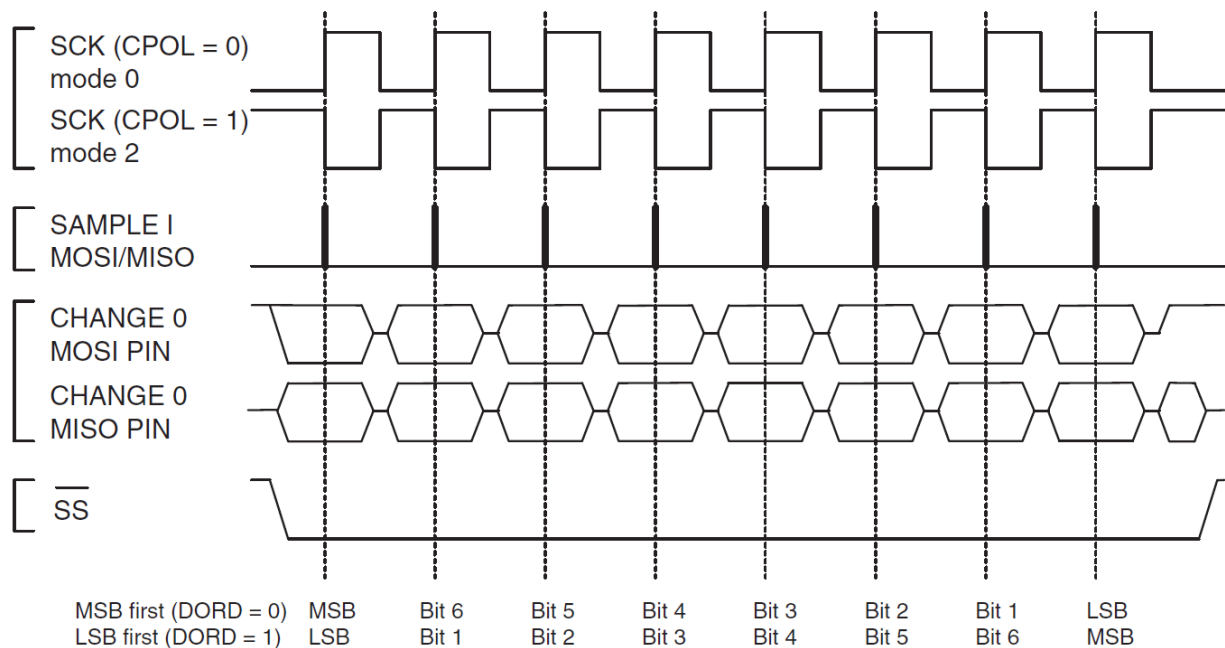 SCK (CPOL = 0)
mode 0
SCK (CPOL = 1)
mode 2
SAMPLE I
MOSI/MISO
CHANGE 0
MOSI PIN
CHANGE 0
MISO PIN
SS
MSB first (DORD = 0) MSB Bit 6 Bit 5 Bit 4 Bit 3 Bit 2 Bit 1 LSB
LSB first (DORD = 1) LSB Bit 1 Bit 2 Bit 3 Bit 4 Bit 5 Bit 6 MSB